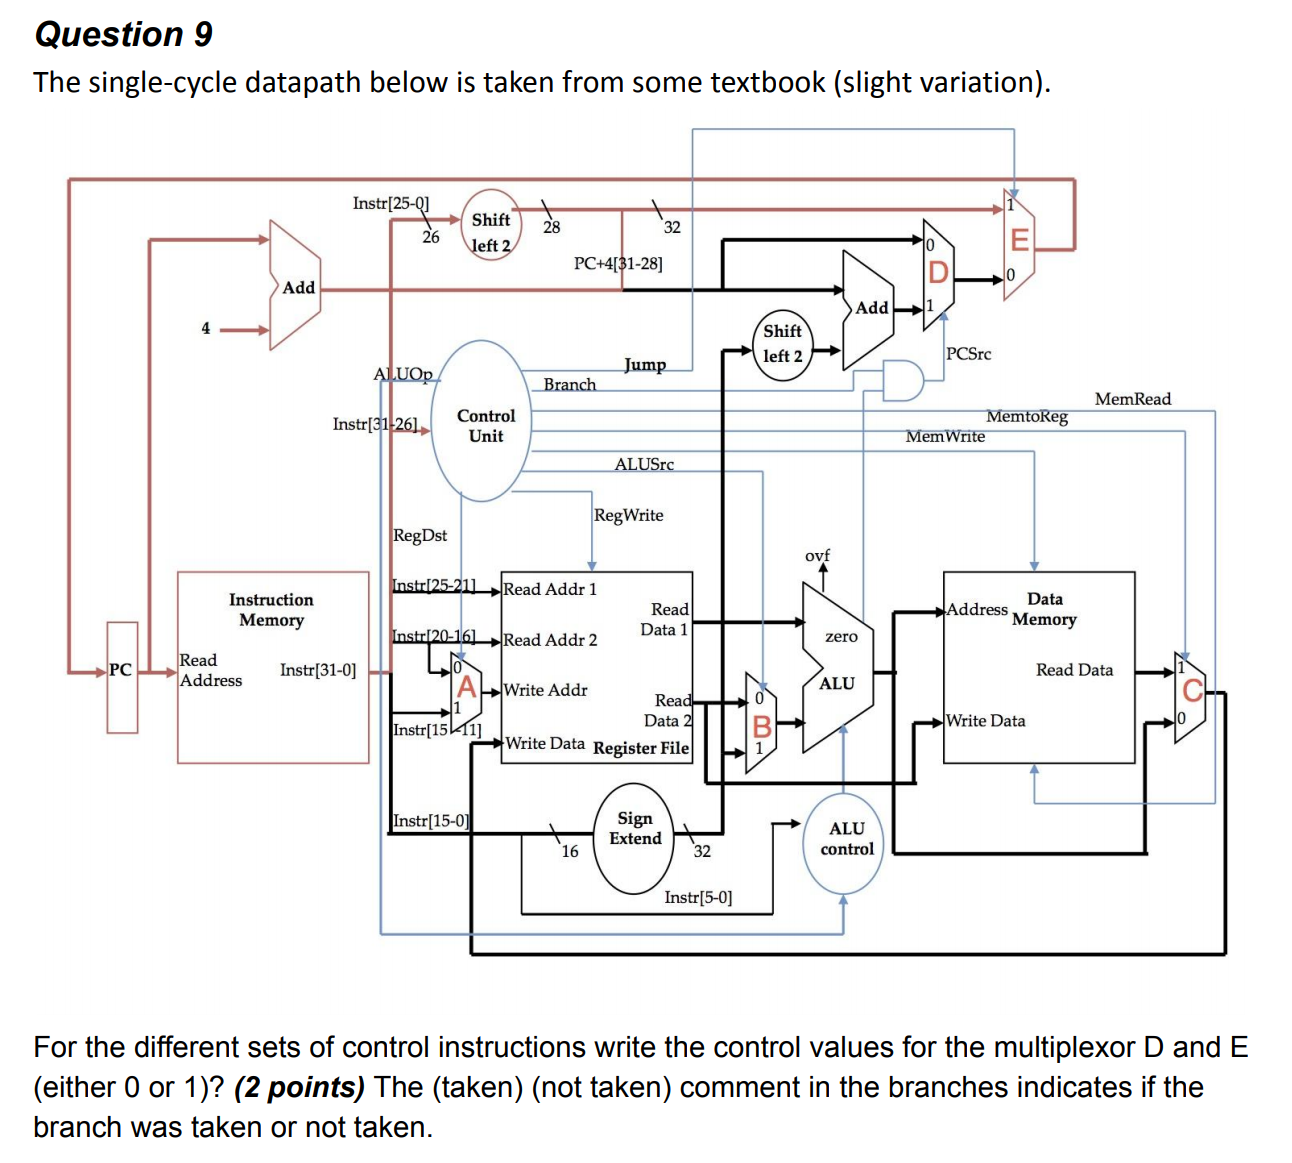 Question 9
The single-cycle datapath below is taken from some textbook (slight variation).
Instr[25-0]
26
Shift
left 2
28
32
1
E
0
PC+4[31-28]
0
D
1
Add
4
Add
Shift
left 2
PCSrc
ALUOp
Jump
Branch
MemRead
MemtoReg
MemWrite
Instr[31-26]
Control
Unit
ALUSrc
RegWrite
RegDst
ovf
Instruction
Memory
Read
Address
Instr[31-0]
PC
Instr[25-21]
Read Addr 1
Read
Data 1
Instr[20-16]
Read Addr 2
0
A
1
Write Addr
Read
Data 2
Instr[15-11]
Write Data
Register File
0
B
1
zero
ALU
Address
Data
Memory
Read Data
Write Data
1
C
0
Instr[15-0]
16
Sign
Extend
32
ALU
control
Instr[5-0]
For the different sets of control instructions write the control values for the multiplexor D and E
(either 0 or 1)? (2 points) The (taken) (not taken) comment in the branches indicates if the
branch was taken or not taken.